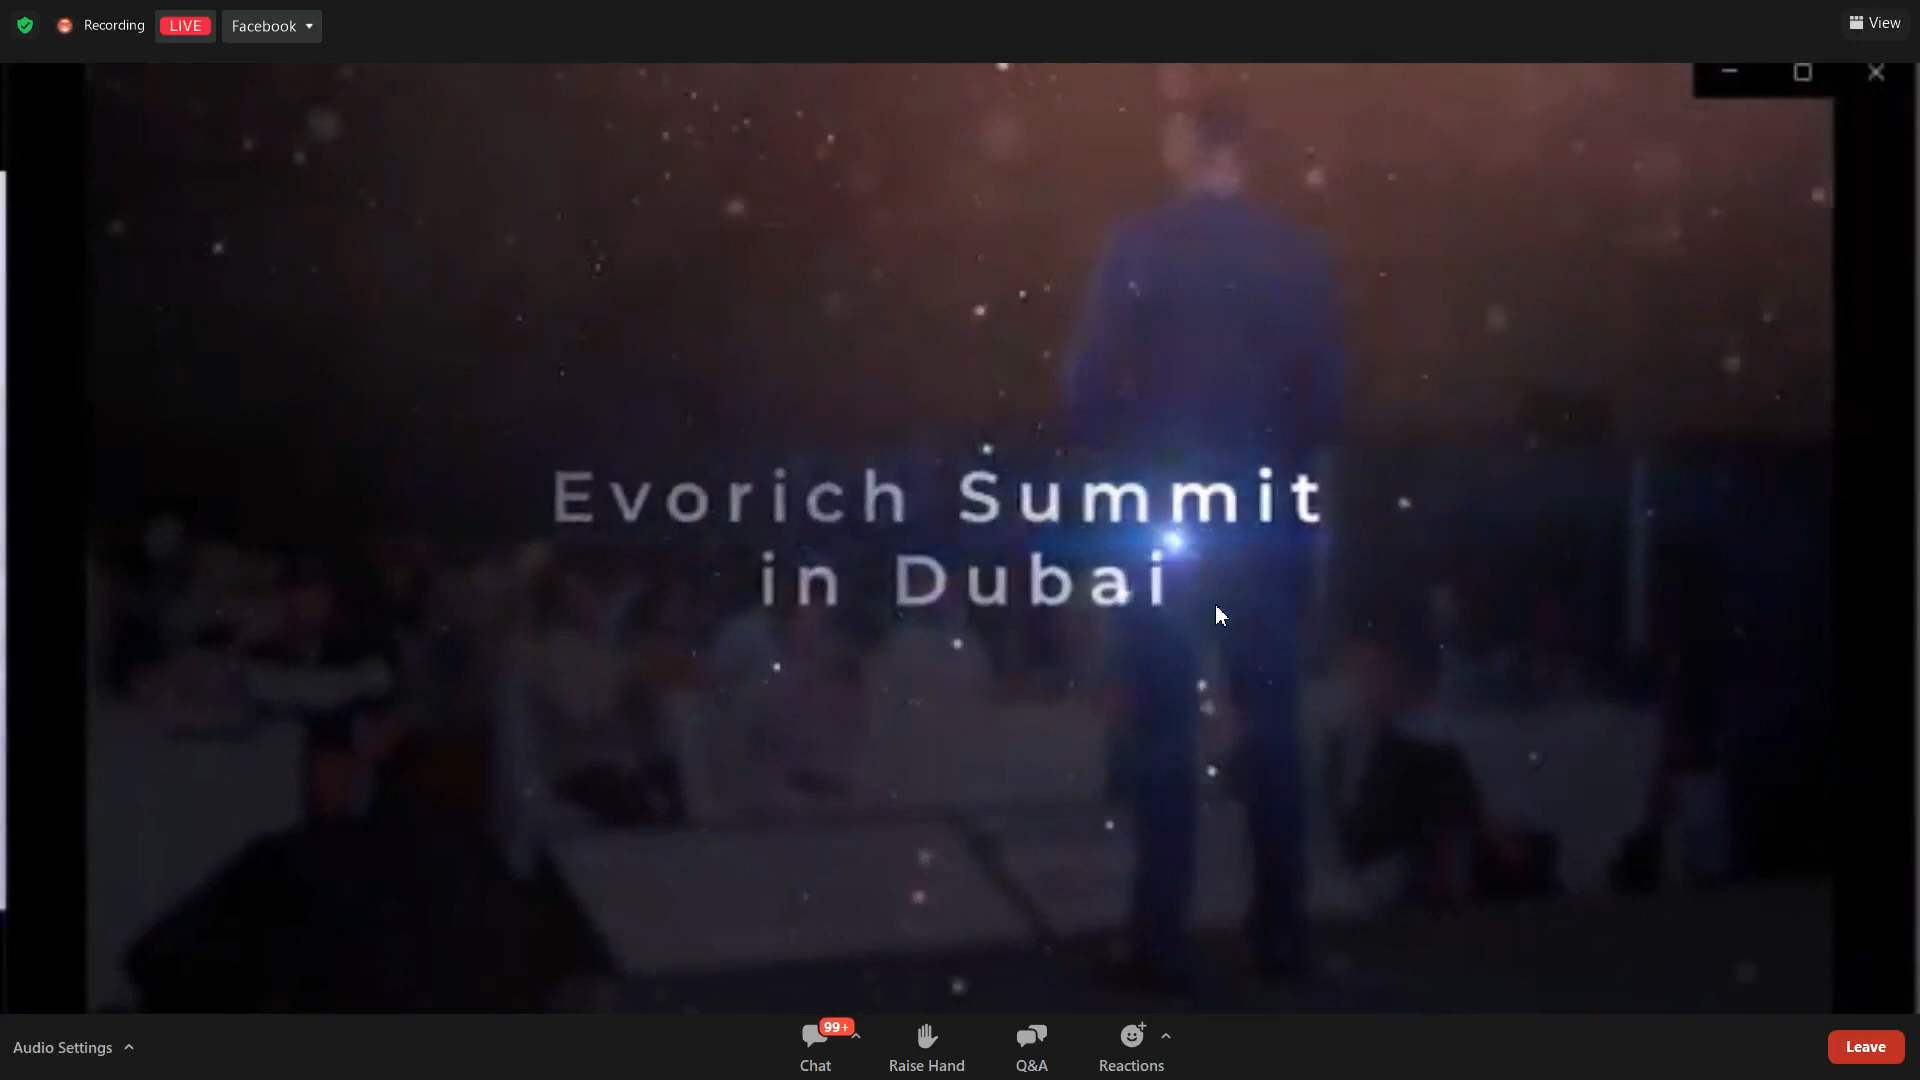 Recording LIVE Facebook View
Evorich Summit
in Dubai
Audio Settings
99+
Chat Raise Hand Q&A Reactions Leave